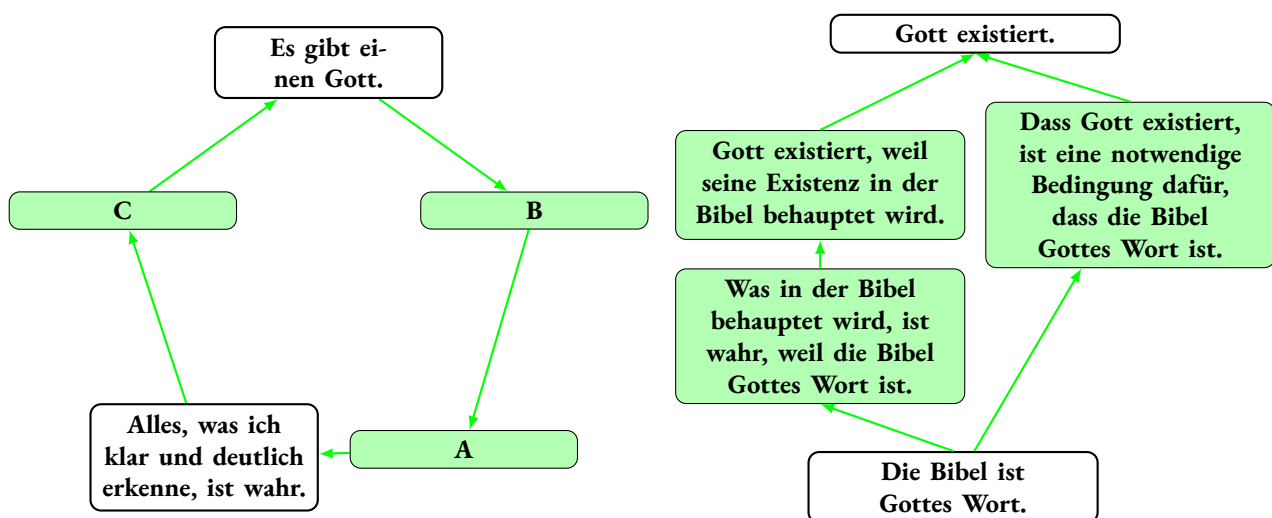 Es gibt ei-
nen Gott.
C
B
Alles, was ich
klar und deutlich
erkenne, ist wahr.
A
Gott existiert.
Gott existiert, weil
seine Existenz in der
Bibel behauptet wird.
Dass Gott existiert,
ist eine notwendige
Bedingung dafür,
dass die Bibel
Gottes Wort ist.
Was in der Bibel
behauptet wird, ist
wahr, weil die Bibel
Gottes Wort ist.
Die Bibel ist
Gottes Wort.